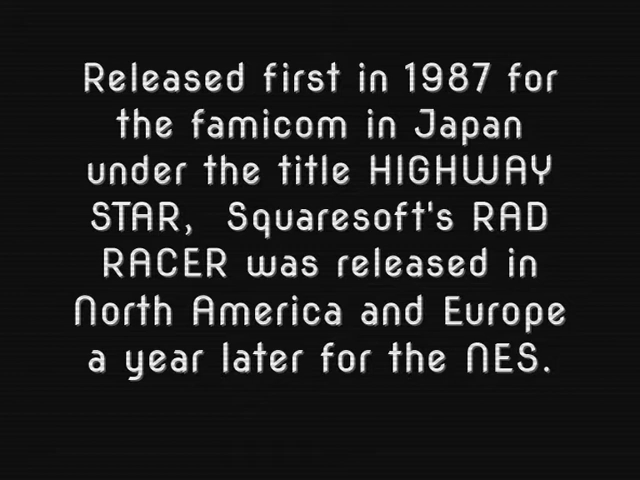 Released first in 1987 for
the famicom in Japan
under the title HIGHWAY
STAR,  Squaresoft's RAD
RACER was released in
North America and Europe
a year later for the NES.